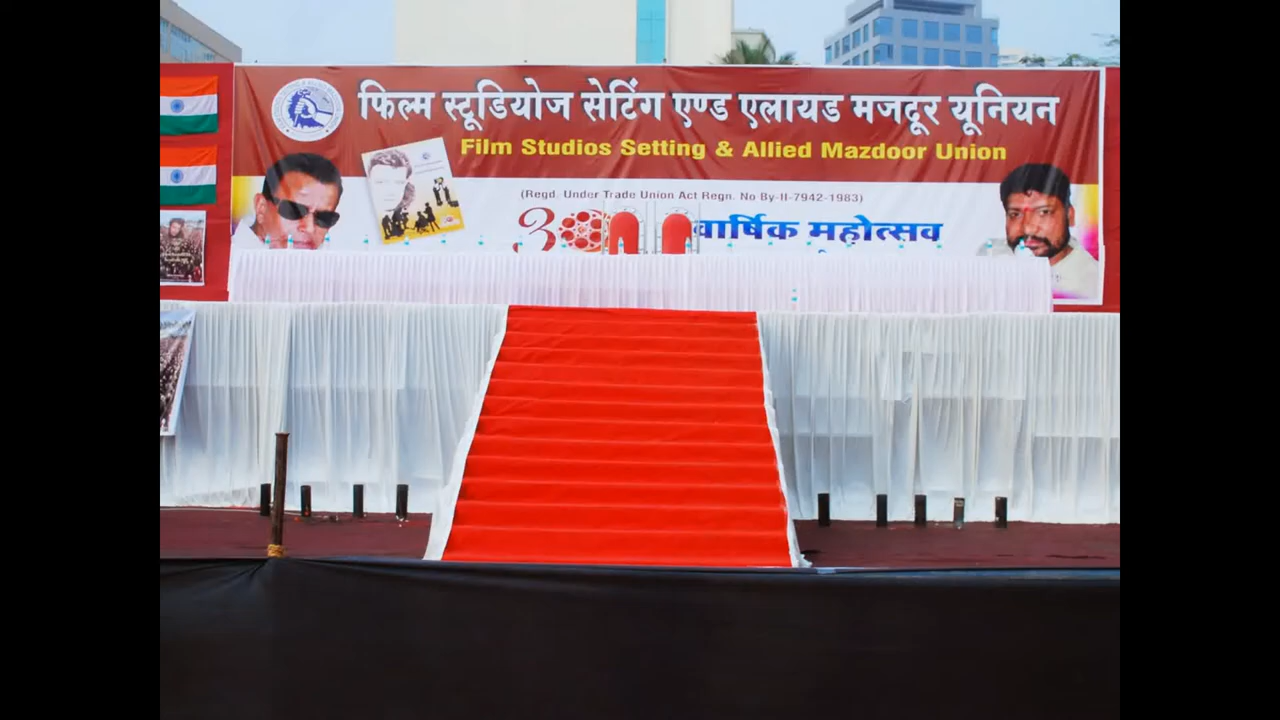 फिल्म स्टूडियोज सेटिंग एण्ड एलायड मजदूर यूनियन
Film Studios Setting & Allied Mazdoor Union
(Regd. Under Trade Union Act Regn. No By-II-7942-1983)
30 वार्षिक महोत्सव